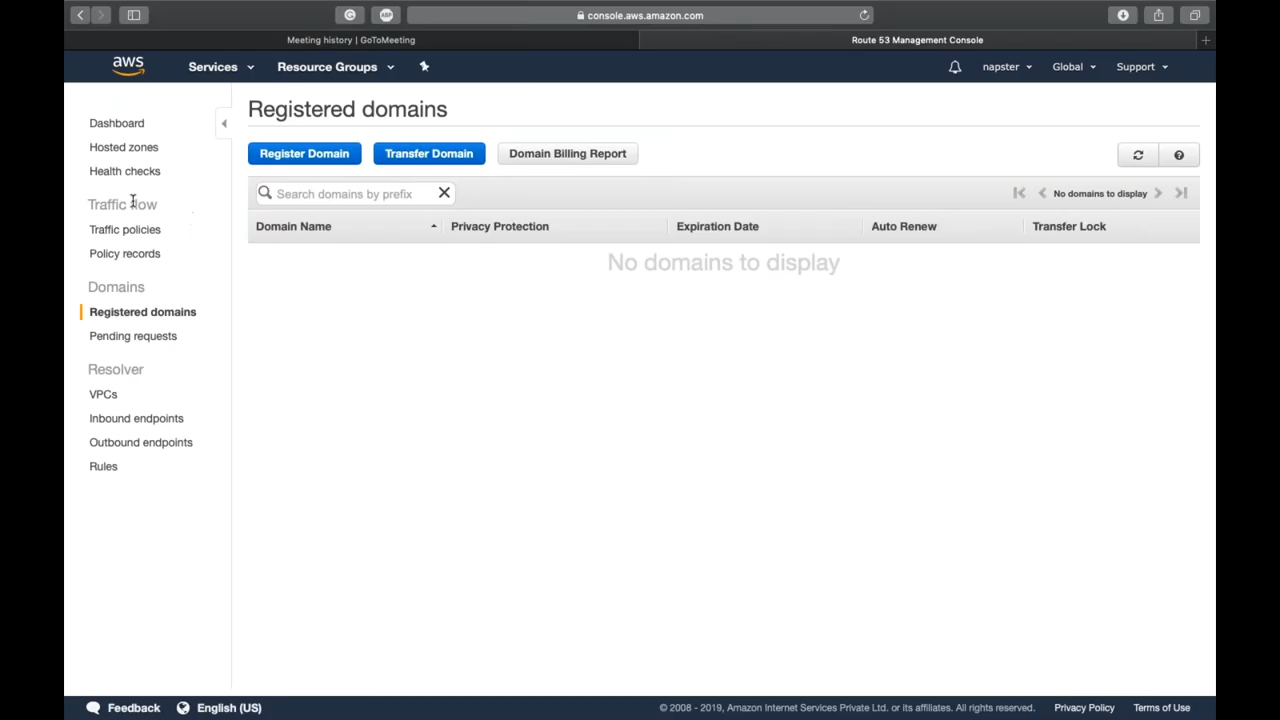 console.aws.amazon.com
Meeting history | GoToMeeting
Route 53 Management Console
aws
Services
Resource Groups
napster
Global
Support
Dashboard
Hosted zones
Health checks
Traffic flow
Traffic policies
Policy records
Domains
Registered domains
Pending requests
Resolver
VPCs
Inbound endpoints
Outbound endpoints
Rules
Registered domains
Register Domain
Transfer Domain
Domain Billing Report
Search domains by prefix
No domains to display
Domain Name
Privacy Protection
Expiration Date
Auto Renew
Transfer Lock
No domains to display
Feedback
English (US)
© 2008 - 2019, Amazon Internet Services Private Ltd. or its affiliates. All rights reserved.
Privacy Policy
Terms of Use